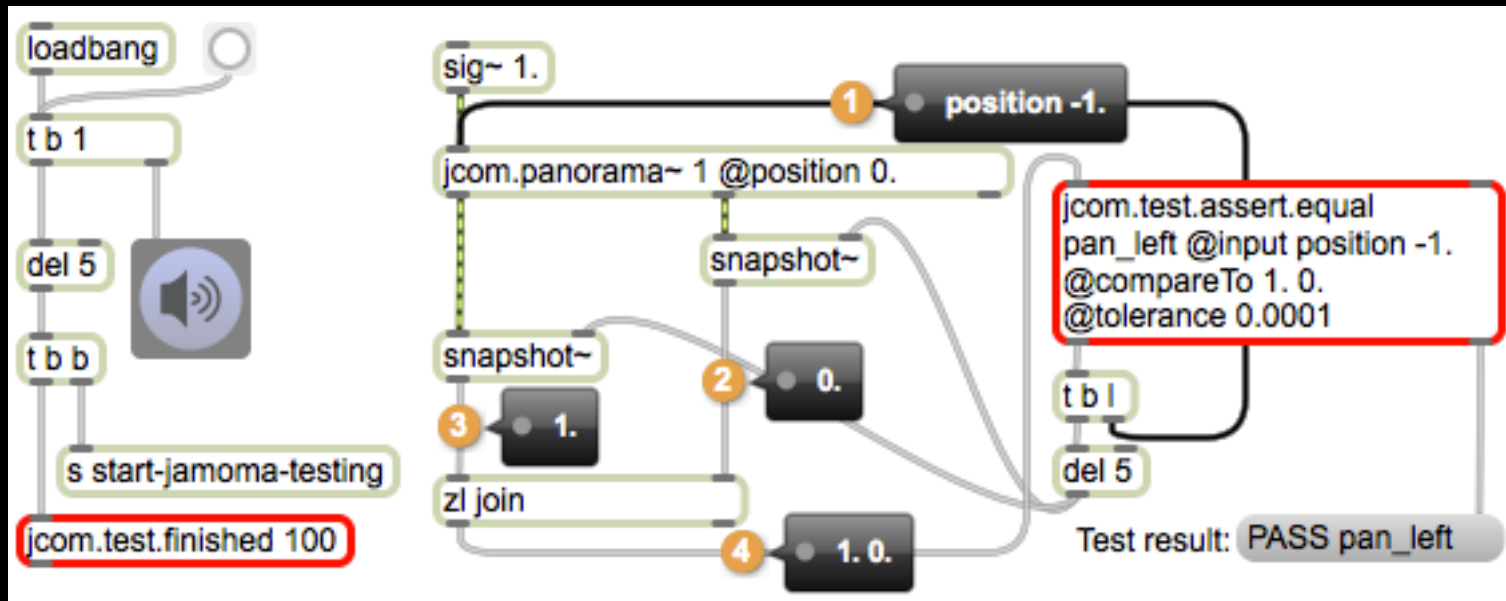 loadbang
t b 1
del 5
t b b
s start-jamoma-testing
jcom.test.finished 100
sig~ 1.
1
position -1.
jcom.panorama~ 1 @position 0.
snapshot~
snapshot~
2
0.
3
1.
zl join
4
1. 0.
jcom.test.assert.equal
pan_left @input position -1.
@compareTo 1. 0.
@tolerance 0.0001
t b l
del 5
Test result: PASS pan_left